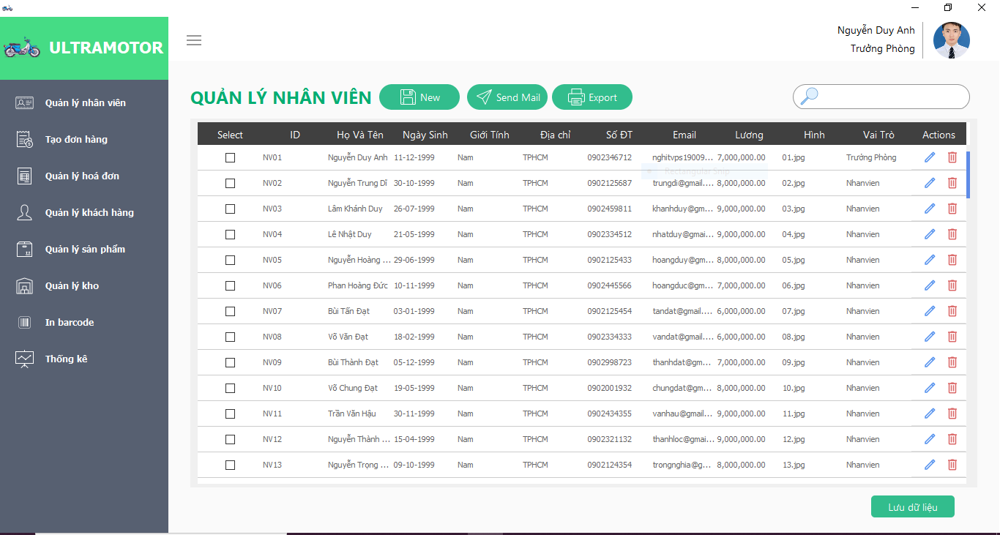 Nguyễn Duy Anh
Trưởng Phòng
ULTRAMOTOR
Quản lý nhân viên
Tạo đơn hàng
Quản lý hoá đơn
Quản lý khách hàng
Quản lý sản phẩm
Quản lý kho
In barcode
Thống kê
QUẢN LÝ NHÂN VIÊN New Send Mail Export
Select ID Họ Và Tên Ngày Sinh Giới Tính Địa chỉ Số ĐT Email Lương Hình Vai Trò Actions
NV01 Nguyễn Duy Anh 11-12-1999 Nam TPHCM 0902346712 nghitvps19009... 7,000,000.00 01.jpg Trưởng Phòng
Rectangular Snip
NV02 Nguyễn Trung Dĩ 30-10-1999 Nam TPHCM 0902125687 trungdi@gmail.... 8,000,000.00 02.jpg Nhanvien
NV03 Lâm Khánh Duy 26-07-1999 Nam TPHCM 0902459811 khanhduy@gm... 9,000,000.00 03.jpg Nhanvien
NV04 Lê Nhật Duy 21-05-1999 Nam TPHCM 0902334512 nhatduy@gmai... 9,000,000.00 04.jpg Nhanvien
NV05 Nguyễn Hoàng ... 29-06-1999 Nam TPHCM 0902125433 hoangduy@gm... 8,000,000.00 05.jpg Nhanvien
NV06 Phan Hoàng Đức 10-11-1999 Nam TPHCM 0902445566 hoangduc@gm... 7,000,000.00 06.jpg Nhanvien
NV07 Bùi Tấn Đạt 03-01-1999 Nam TPHCM 0902125454 tandat@gmail.... 6,000,000.00 07.jpg Nhanvien
NV08 Võ Văn Đạt 18-02-1999 Nam TPHCM 0902334333 vandat@gmail.... 6,000,000.00 08.jpg Nhanvien
NV09 Bùi Thành Đạt 05-12-1999 Nam TPHCM 0902998723 thanhdat@gm... 7,000,000.00 09.jpg Nhanvien
NV10 Võ Chung Đạt 19-05-1999 Nam TPHCM 0902001932 chungdat@gm... 8,000,000.00 10.jpg Nhanvien
NV11 Trần Văn Hậu 30-11-1999 Nam TPHCM 0902434355 vanhau@gmail... 9,000,000.00 11.jpg Nhanvien
NV12 Nguyễn Thành ... 15-04-1999 Nam TPHCM 0902321132 thanhloc@gmai... 9,000,000.00 12.jpg Nhanvien
NV13 Nguyễn Trọng ... 09-10-1999 Nam TPHCM 0902124354 trongnghia@g... 8,000,000.00 13.jpg Nhanvien
Lưu dữ liệu